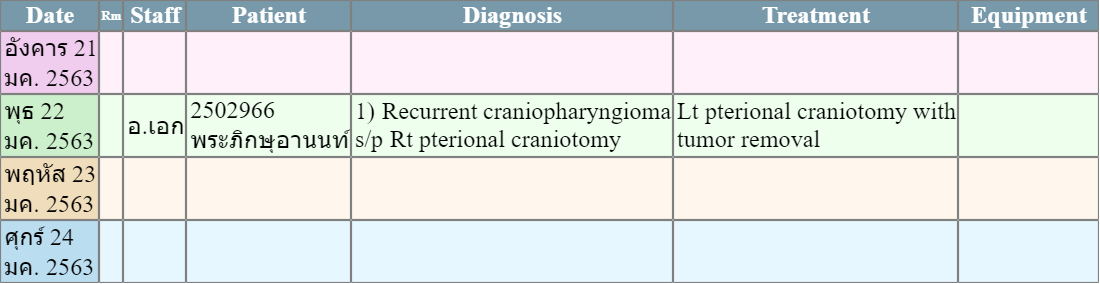 Date Rm Staff Patient Diagnosis Treatment Equipment
อังคาร 21
มค. 2563
พุธ 22
มค. 2563
อ.เอก
2502966
พระภิกษุอานนท์
1) Recurrent craniopharyngioma
s/p Rt pterional craniotomy
Lt pterional craniotomy with
tumor removal
พฤหัส 23
มค. 2563
ศุกร์ 24
มค. 2563